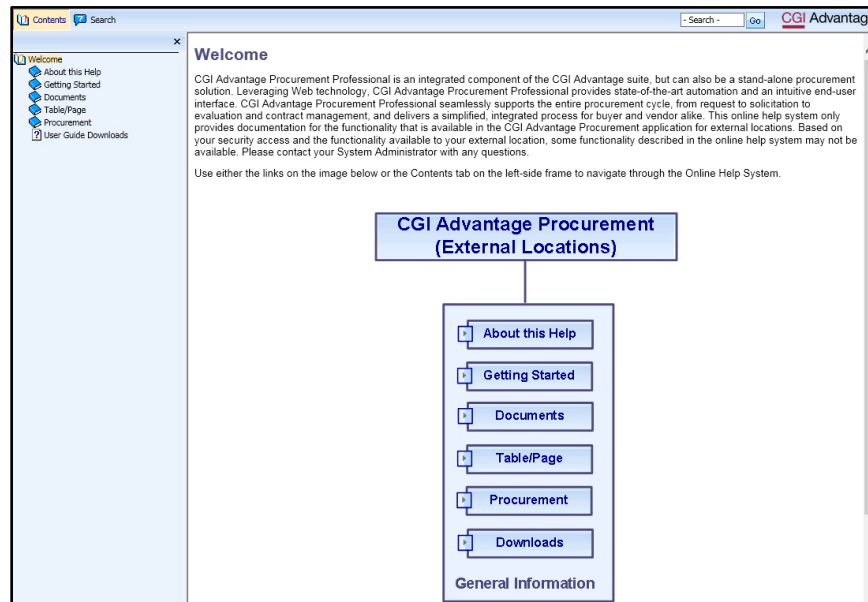 Contents Search
- Search - Go CGI Advantag
Welcome
About this Help
Getting Started
Documents
Table/Page
Procurement
User Guide Downloads
Welcome
CGI Advantage Procurement Professional is an integrated component of the CGI Advantage suite, but can also be a stand-alone procurement
solution. Leveraging Web technology, CGI Advantage Procurement Professional provides state-of-the-art automation and an intuitive end-user
interface. CGI Advantage Procurement Professional seamlessly supports the entire procurement cycle, from request to solicitation to
evaluation and contract management, and delivers a simplified, integrated process for buyer and vendor alike. This online help system only
provides documentation for the functionality that is available in the CGI Advantage Procurement application for external locations. Based on
your security access and the functionality available to your external location, some functionality described in the online help system may not be
available. Please contact your System Administrator with any questions.
Use either the links on the image below or the Contents tab on the left-side frame to navigate through the Online Help System.
CGI Advantage Procurement
(External Locations)
About this Help
Getting Started
Documents
Table/Page
Procurement
Downloads
General Information